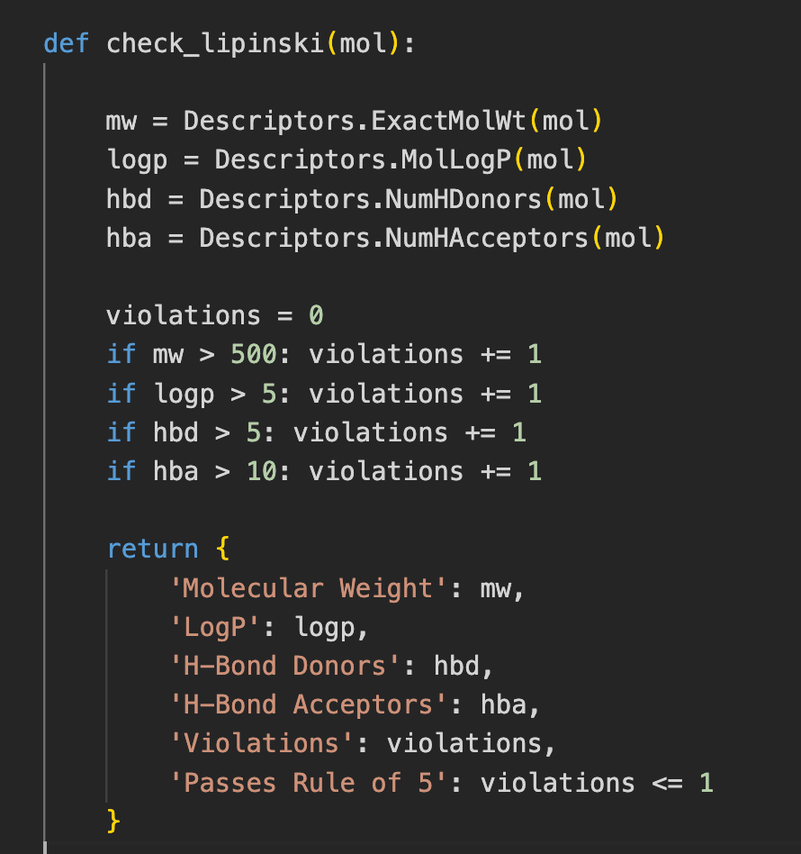 def check_lipinski(mol):
mw = Descriptors.ExactMolWt(mol)
logp = Descriptors.MolLogP(mol)
hbd = Descriptors.NumHDonors(mol)
hba = Descriptors.NumHAcceptors(mol)
violations = 0
if mw > 500: violations += 1
if logp > 5: violations += 1
if hbd > 5: violations += 1
if hba > 10: violations += 1
return {
'Molecular Weight': mw,
'LogP': logp,
'H-Bond Donors': hbd,
'H-Bond Acceptors': hba,
'Violations': violations,
'Passes Rule of 5': violations <= 1
}